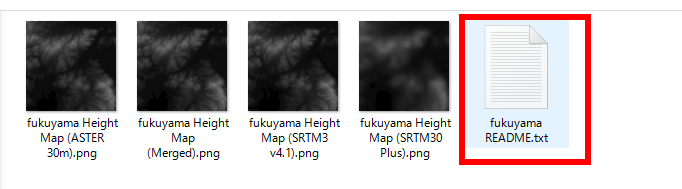 fukuyama Height
Map (ASTER
30m).png
fukuyama Height
Map
(Merged).png
fukuyama Height
Map (SRTM3
v4.1).png
fukuyama Height
Map (SRTM30
Plus).png
fukuyama
README.txt